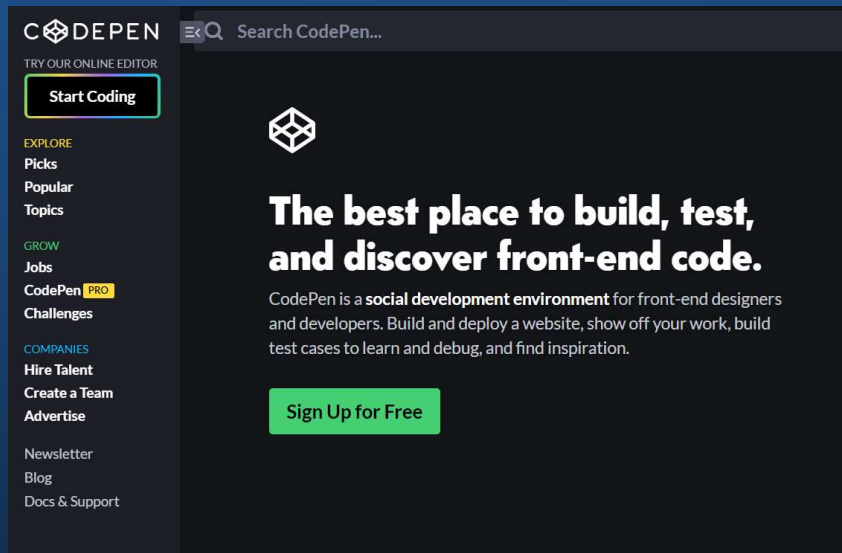 CODEPEN
Search CodePen...
TRY OUR ONLINE EDITOR
Start Coding
EXPLORE
Picks
Popular
Topics
GROW
Jobs
CodePen PRO
Challenges
COMPANIES
Hire Talent
Create a Team
Advertise
Newsletter
Blog
Docs & Support
The best place to build, test,
and discover front-end code.
CodePen is a social development environment for front-end designers
and developers. Build and deploy a website, show off your work, build
test cases to learn and debug, and find inspiration.
Sign Up for Free